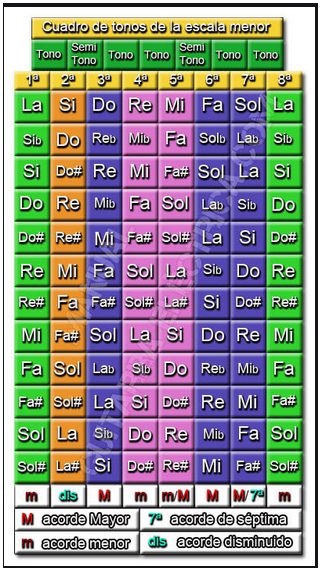 Cuadro de tonos de la escala menor
Tono Semi Tono Tono Tono Semi Tono Tono Tono
1ª 2ª 3ª 4ª 5ª 6ª 7ª 8ª
La Si Do Re Mi Fa Sol La
Sib Do Reb Mib Fa Solb Lab Sib
Si Do# Re Mi Fa# Sol La Si
Do Re Mib Fa Sol Lab Sib Do
Do# Re# Mi Fa# Sol# La Si Do#
Re Mi Fa Sol La Sib Do Re
Re# Fa Fa# Sol# La# Si Do# Re#
Mi Fa# Sol La Si Do Re Mi
Fa Sol Lab Sib Do Reb Mib Fa
Fa# Sol# La Si Do# Re Mi Fa#
Sol La Sib Do Re Mib Fa Sol
Sol# La# Si Do# Re# Mi Fa# Sol#
m dis M m m/M M M/7ª m
M acorde Mayor 7ª acorde de séptima
m acorde menor dis acorde disminuido